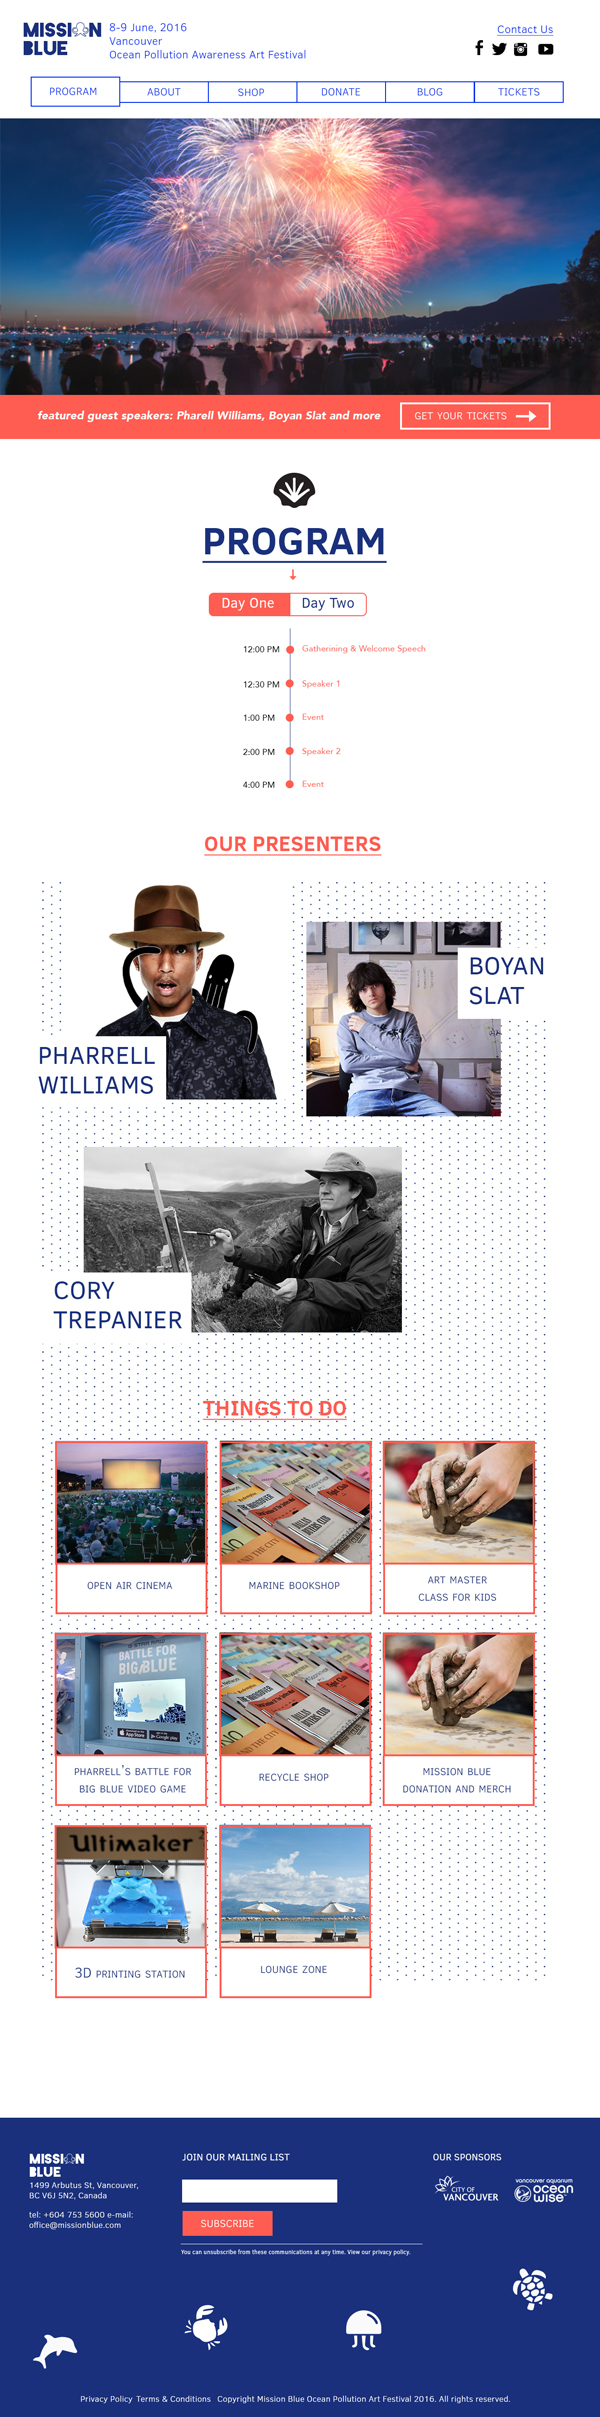 MISSION
BLUE
8-9 June, 2016
Vancouver
Ocean Pollution Awareness Art Festival
Contact Us
PROGRAM
ABOUT
SHOP
DONATE
BLOG
TICKETS
featured guest speakers: Pharell Williams, Boyan Slat and more
GET YOUR TICKETS
PROGRAM
Day One
Day Two
12:00 PM Gatherining & Welcome Speech
12:30 PM Speaker 1
1:00 PM Event
2:00 PM Speaker 2
4:00 PM Event
OUR PRESENTERS
BOYAN
SLAT
PHARRELL
WILLIAMS
CORY
TREPANIER
THINGS TO DO
OPEN AIR CINEMA
MARINE BOOKSHOP
ART MASTER
CLASS FOR KIDS
BATTLE FOR
BIG BLUE
App Store
Google play
PHARRELL'S BATTLE FOR
BIG BLUE VIDEO GAME
RECYCLE SHOP
MISSION BLUE
DONATION AND MERCH
Ultimaker
3D PRINTING STATION
LOUNGE ZONE
MISSION
BLUE
1499 Arbutus St, Vancouver,
BC V6J 5N2, Canada
tel: +604 753 5600 e-mail:
office@missionblue.com
JOIN OUR MAILING LIST
SUBSCRIBE
You can unsubscribe from these communications at any time. View our privacy policy.
OUR SPONSORS
CITY OF
VANCOUVER
vancouver aquarium
ocean
wise
Privacy Policy Terms & Conditions Copyright Mission Blue Ocean Pollution Art Festival 2016. All rights reserved.